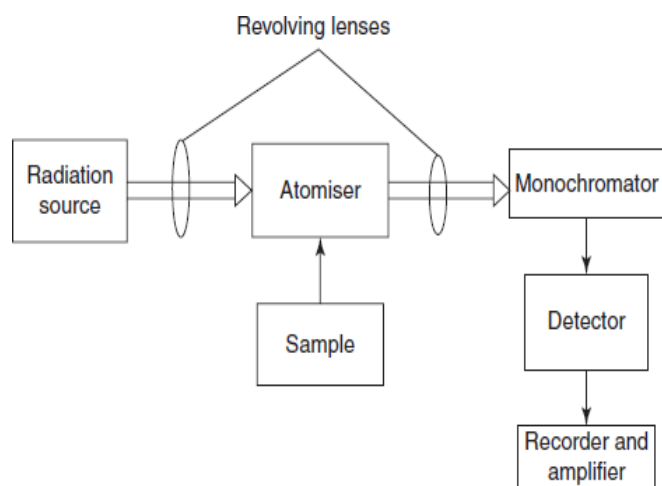 Revolving lenses
Radiation
source
Atomiser
Monochromator
Sample
Detector
Recorder and
amplifier